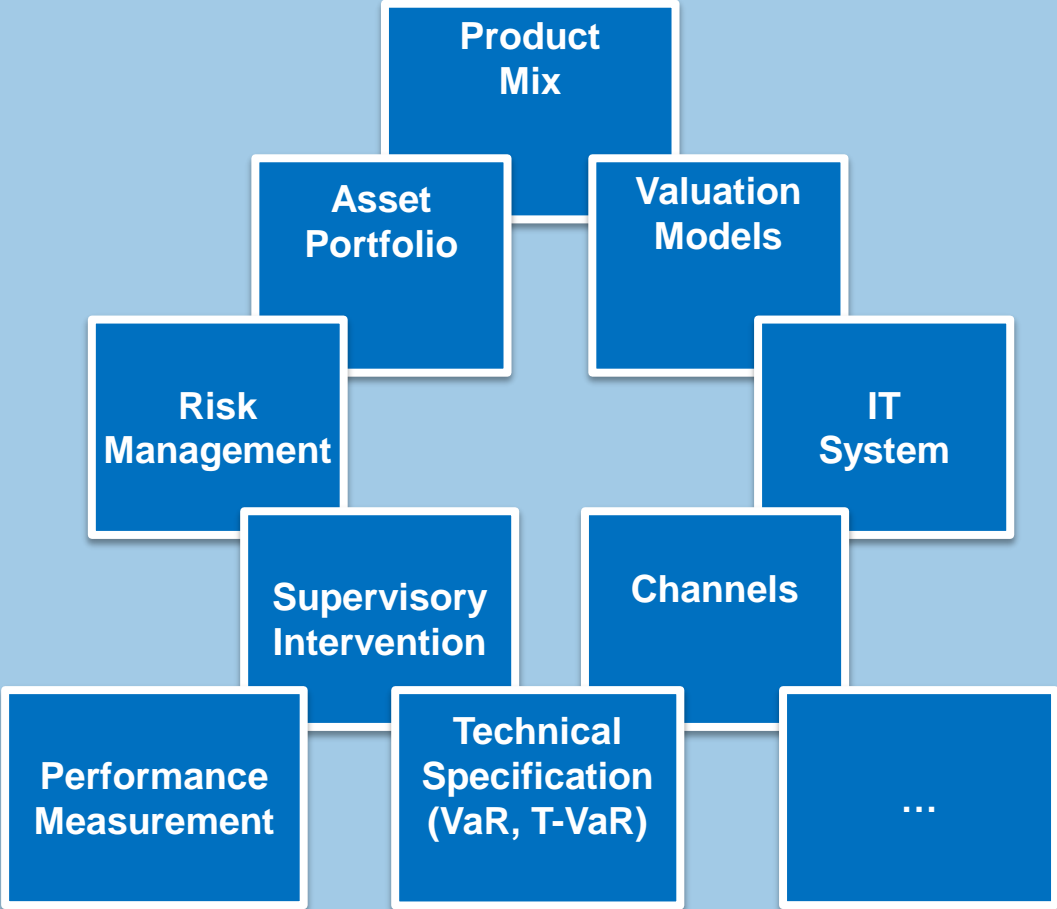 Product
Mix
Asset
Portfolio
Valuation
Models
Risk
Management
IT
System
Supervisory
Intervention
Channels
Performance
Measurement
Technical
Specification
(VaR, T-VaR)
…